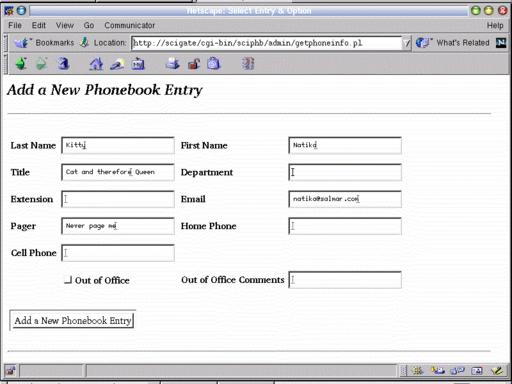 Netscape: Select Entry & Option
File Edit View Go Communicator Help
Bookmarks Location: http://scigate/cgi-bin/sciphb/admin/getphoneinfo.pl What's Related N
Add a New Phonebook Entry
Last Name Kitty First Name Natika
Title Cat and therefore Queen Department
Extension Email natika@salmar.com
Pager Never page me Home Phone
Cell Phone
Out of Office Out of Office Comments
Add a New Phonebook Entry